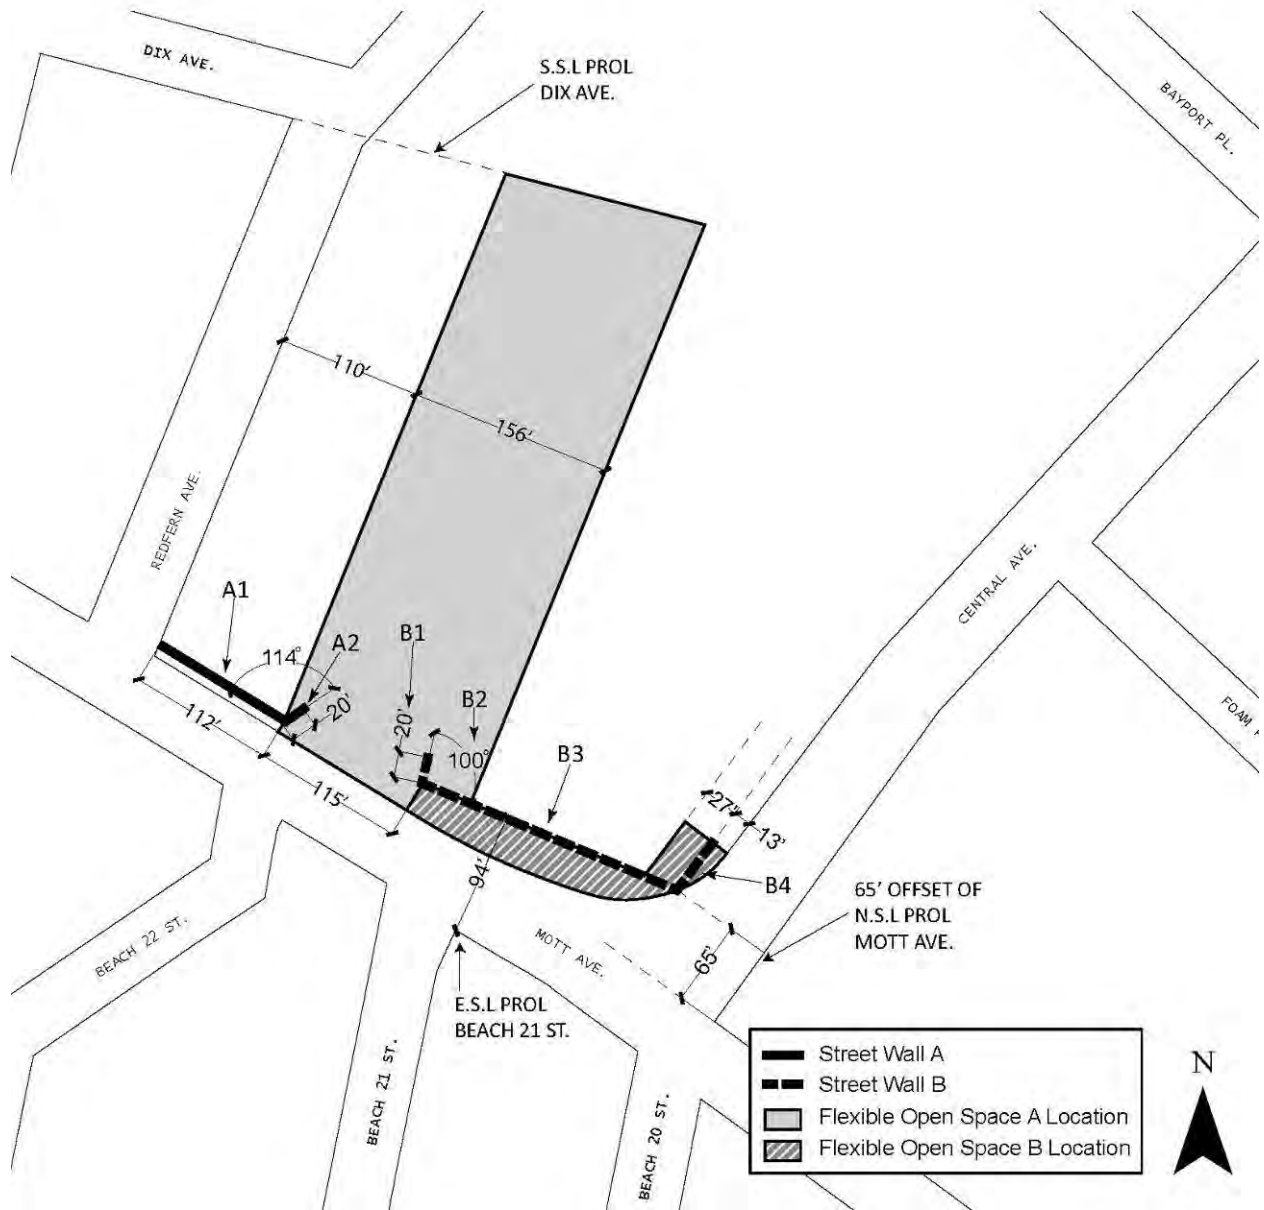 DIX AVE.
S.S.L PROL
DIX AVE.
BAYPORT PL.
110′
156′
REDFERN AVE.
CENTRAL AVE.
A1
A2
B1
114°
20′
B2
20′
100°
B3
112′
115′
27′
13′
FOAM
94′
B4
65′ OFFSET OF
N.S.L PROL
MOTT AVE.
BEACH 22 ST.
MOTT AVE.
65′
E.S.L PROL
BEACH 21 ST.
BEACH 21 ST.
BEACH 20 ST.
Street Wall A
Street Wall B
Flexible Open Space A Location
Flexible Open Space B Location
N